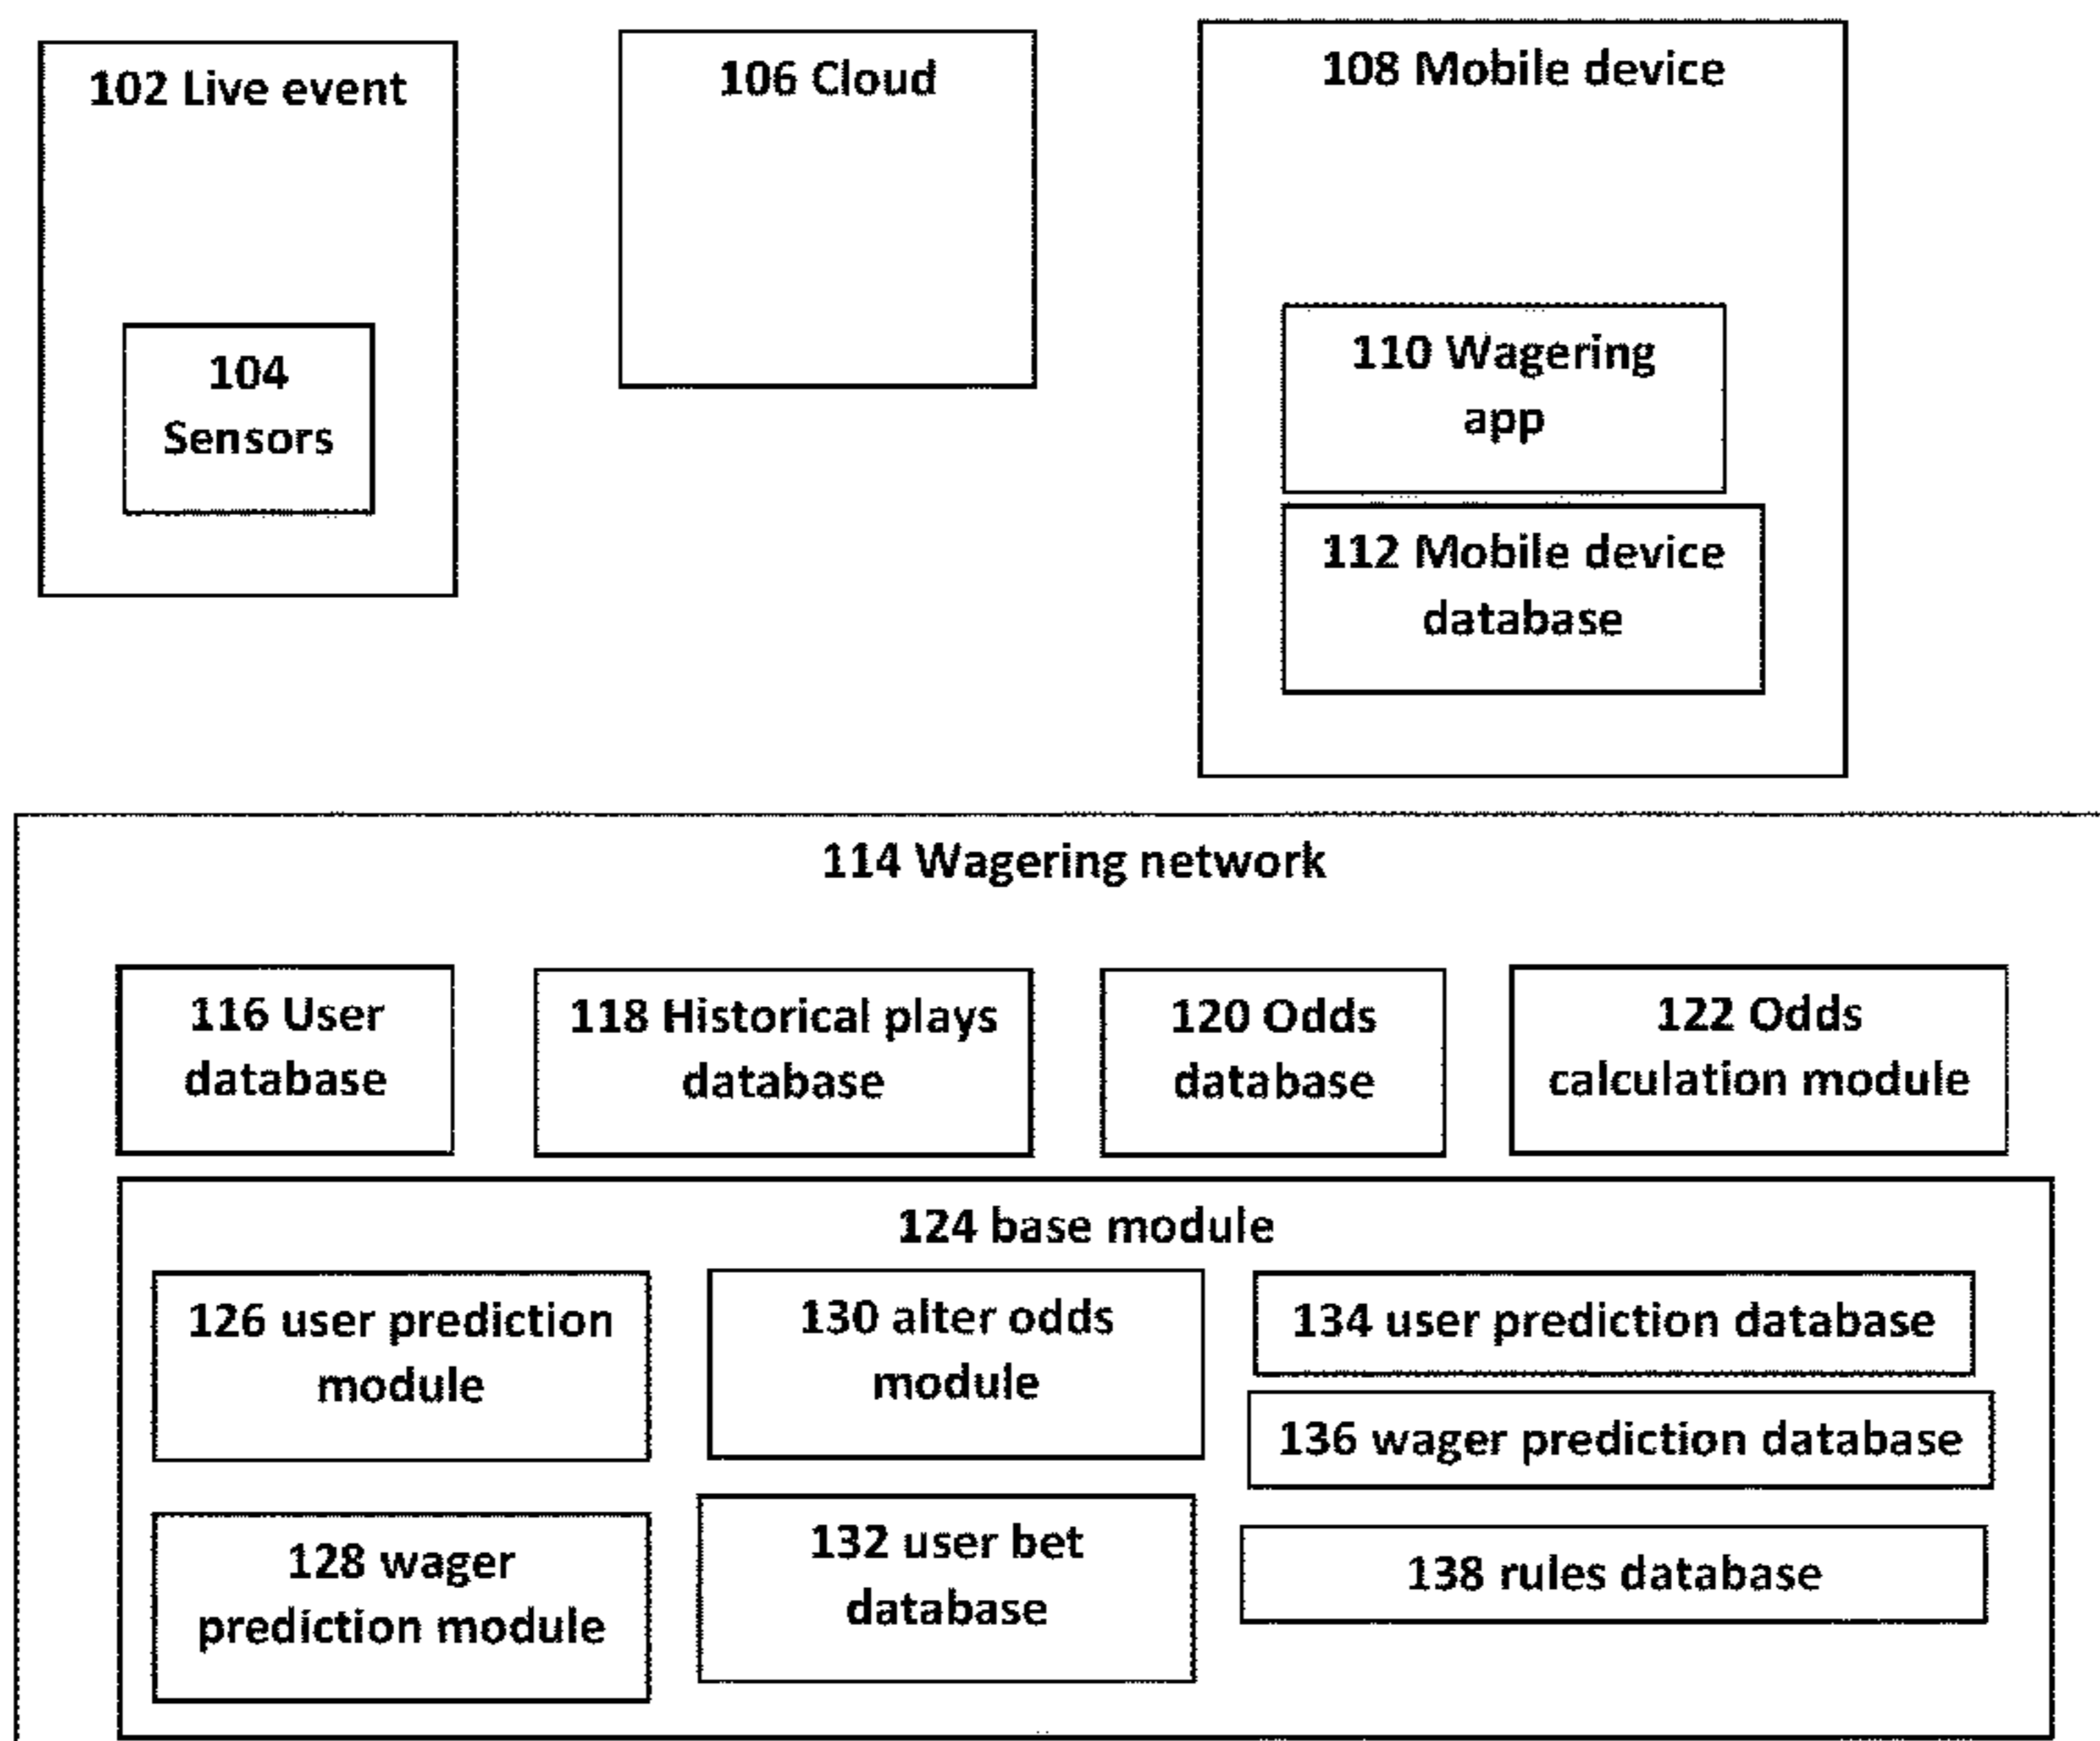 102 Live event
104
Sensors
106 Cloud
108 Mobile device
110 Wagering
app
112 Mobile device
database
114 Wagering network
116 User
database
118 Historical plays
database
120 Odds
database
122 Odds
calculation module
124 base module
126 user prediction
module
128 wager
prediction module
130 alter odds
module
132 user bet
database
134 user prediction database
136 wager prediction database
138 rules database